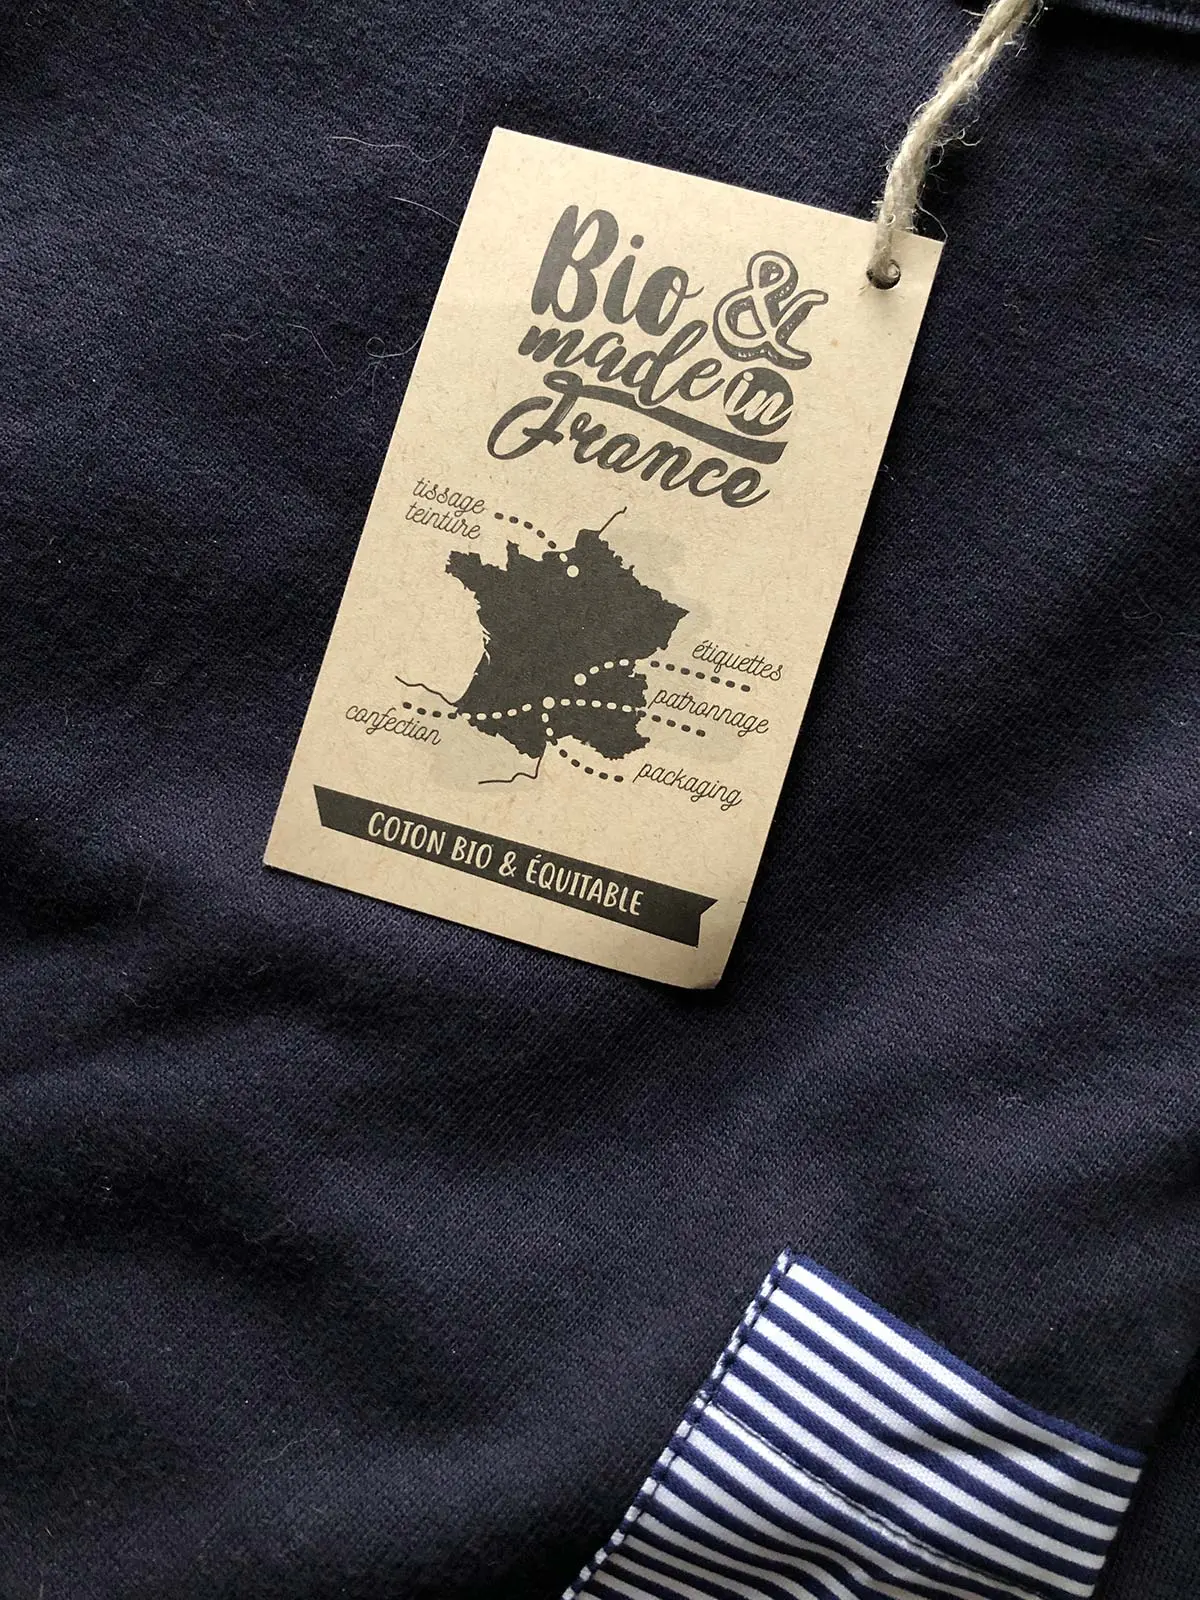 Bio &
made in
France
tissage
teinture
étiquettes
patronnage
confection
packaging
COTON BIO & ÉQUITABLE